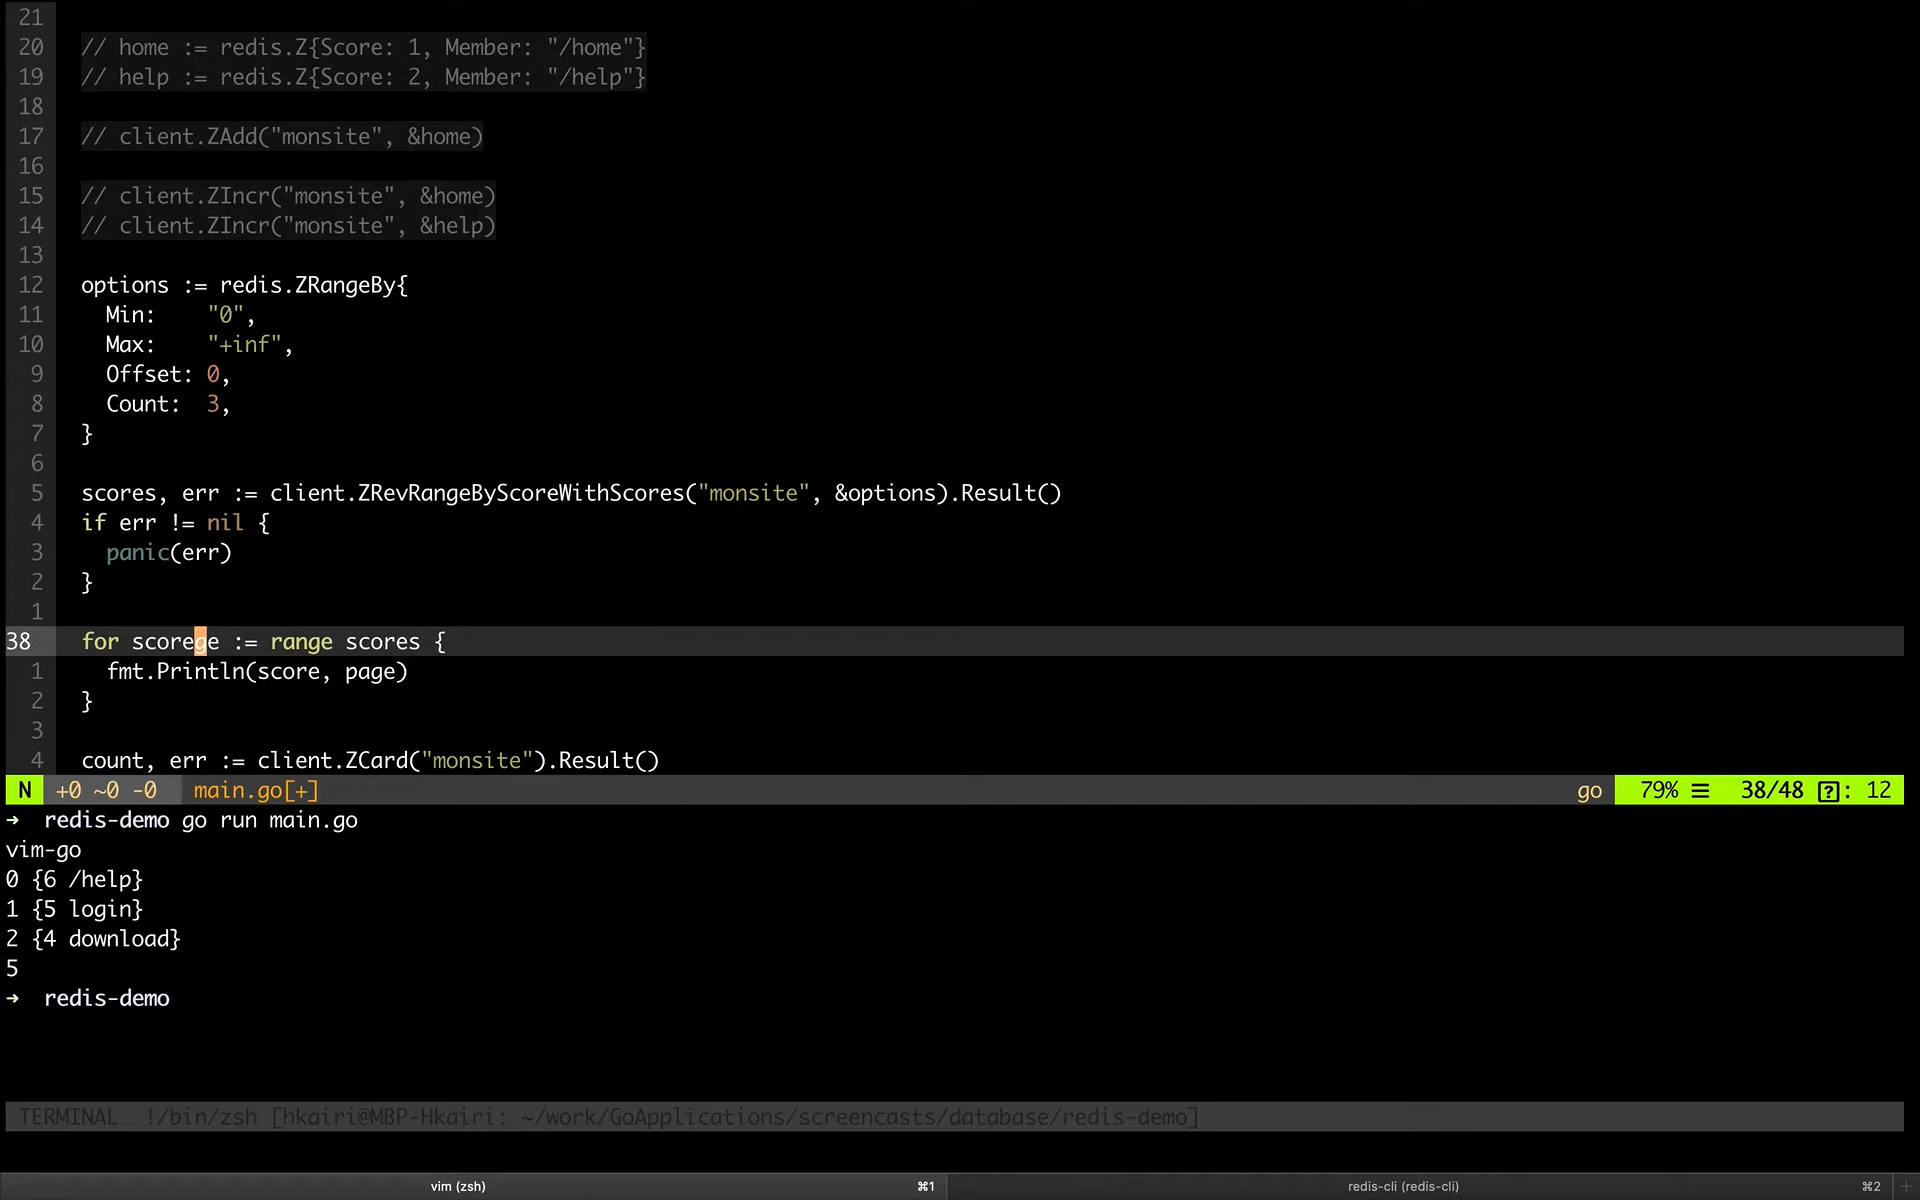 21
20 // home := redis.Z{Score: 1, Member: "/home"}
19 // help := redis.Z{Score: 2, Member: "/help"}
18
17 // client.ZAdd("monsite", &home)
16
15 // client.ZIncr("monsite", &home)
14 // client.ZIncr("monsite", &help)
13
12 options := redis.ZRangeBy{
11 Min: "0",
10 Max: "+inf",
9 Offset: 0,
8 Count: 3,
7 }
6
5 scores, err := client.ZRevRangeByScoreWithScores("monsite", &options).Result()
4 if err != nil {
3 panic(err)
2 }
1
38 for scorege := range scores {
1 fmt.Println(score, page)
2 }
3
4 count, err := client.ZCard("monsite").Result()
N +0 ~0 -0 main.go[+] go 79% ☰ 38/48 [?]: 12
→ redis-demo go run main.go
vim-go
0 {6 /help}
1 {5 login}
2 {4 download}
5
→ redis-demo
TERMINAL !/bin/zsh [hkairi@MBP-Hkairi: ~/work/GoApplications/screencasts/database/redis-demo]
vim (zsh) ⌘1 redis-cli (redis-cli) ⌘2 +